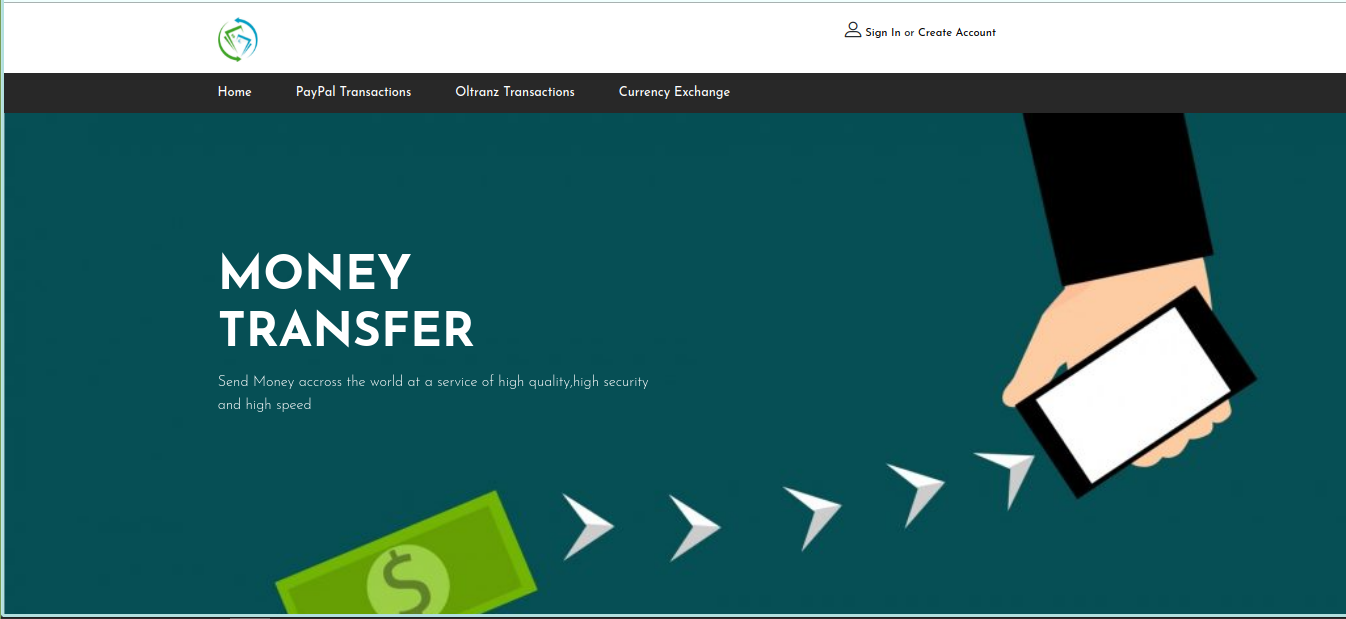 Sign In or Create Account
Home PayPal Transactions Oltranz Transactions Currency Exchange
MONEY
TRANSFER
Send Money accross the world at a service of high quality,high security
and high speed
$